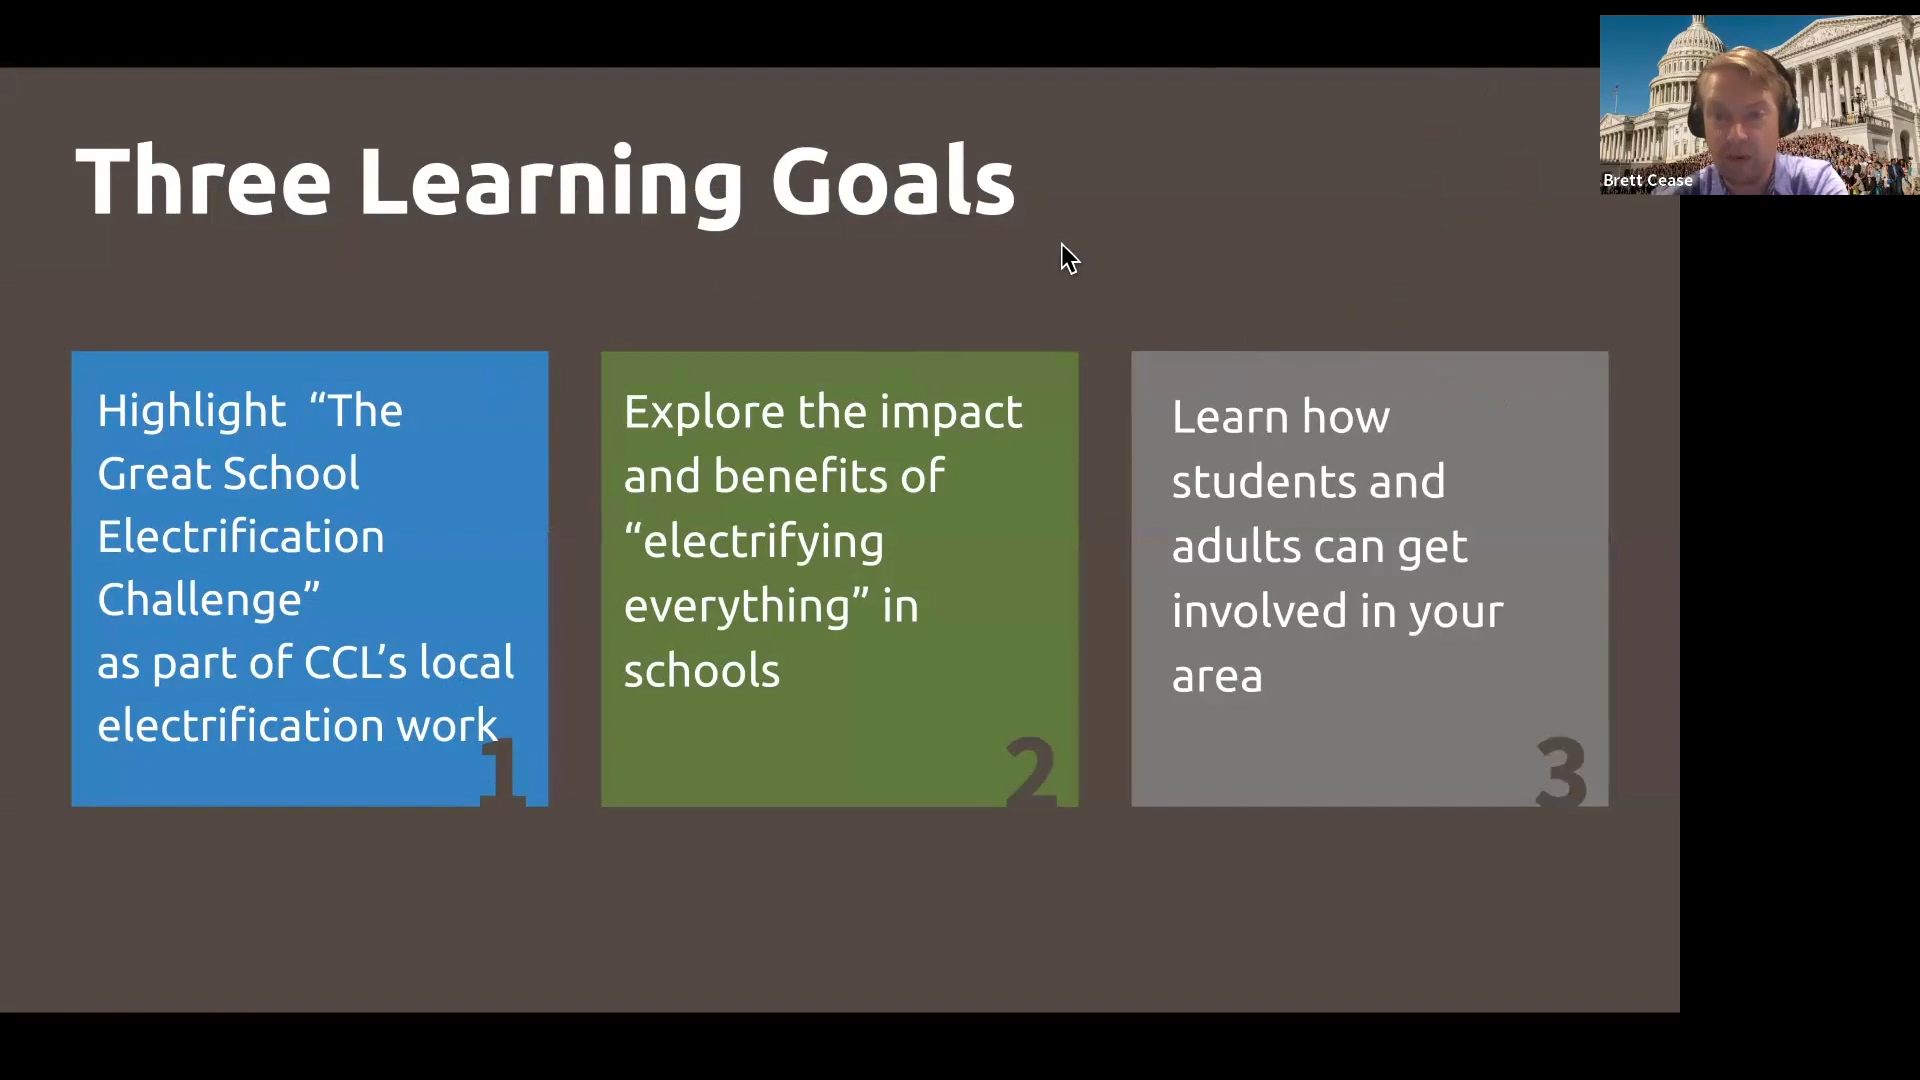 Three Learning Goals
Highlight  “The
Great School
Electrification
Challenge”
as part of CCL’s local
electrification work
1
Explore the impact
and benefits of
“electrifying
everything” in
schools
2
Learn how
students and
adults can get
involved in your
area
3
Brett Cease